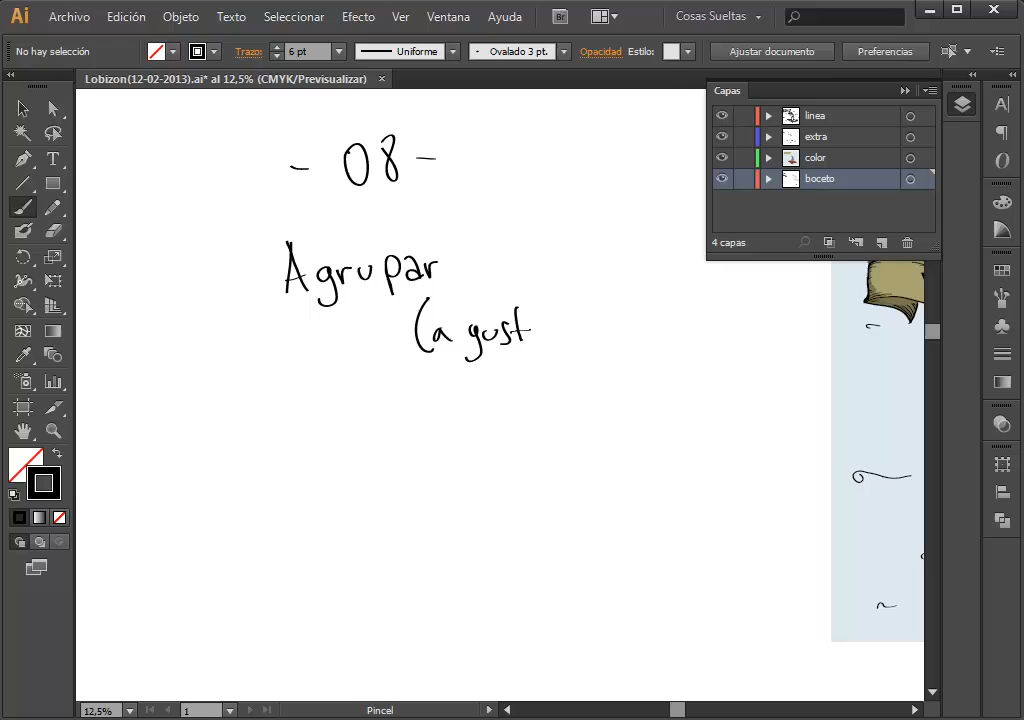 Ai Archivo Edición Objeto Texto Seleccionar Efecto Ver Ventana Ayuda Br Cosas Sueltas
No hay selección Trazo: 6 pt Uniforme Ovalado 3 pt. Opacidad Estilo: Ajustar documento Preferencias
Lobizon(12-02-2013).ai* al 12,5% (CMYK/Previsualizar)
Capas
linea
extra
color
boceto
4 capas
- 08 -
Agrupar
(a gust
12,5% 1 Pincel